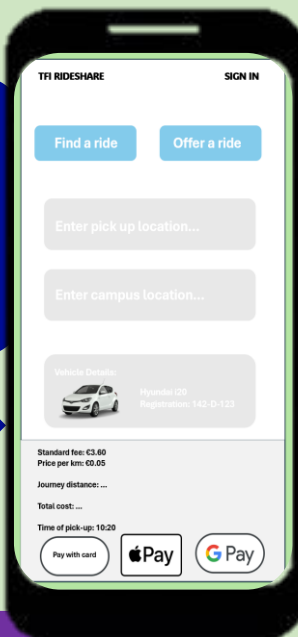 TFI RIDESHARE SIGN IN
Find a ride Offer a ride
Enter pick up location...
Enter campus location...
Vehicle Details:
Hyundai I20
Registration: 142-D-123
Standard fee: €3.60
Price per km: €0.05
Journey distance: ...
Total cost: ...
Time of pick-up: 10:20
Pay with card Pay G Pay